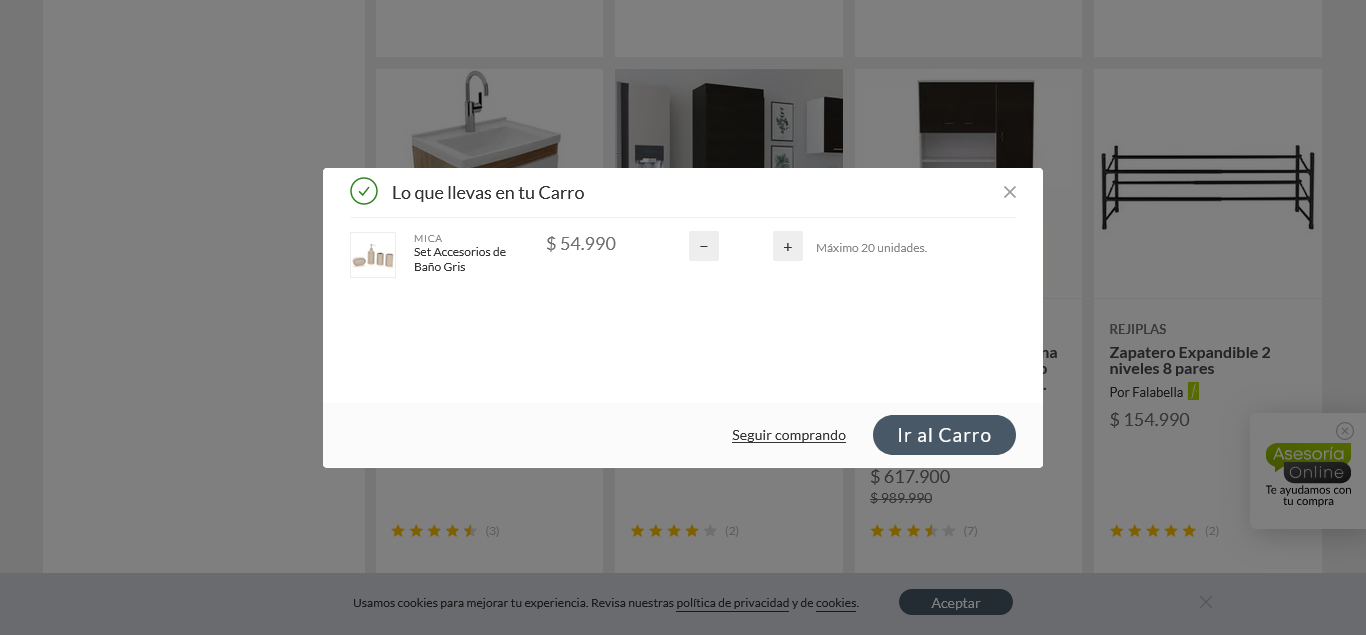 Lo que llevas en tu Carro
MICA
Set Accesorios de
Baño Gris
$ 54.990
−
+
Máximo 20 unidades.
Seguir comprando
Ir al Carro
REJIPLAS
Zapatero Expandible 2
niveles 8 pares
Por Falabella
$ 154.990
$ 617.900
$ 989.990
(3)
(2)
(7)
(2)
Asesoría
Online
Te ayudamos con
tu compra
Usamos cookies para mejorar tu experiencia. Revisa nuestras política de privacidad y de cookies.
Aceptar